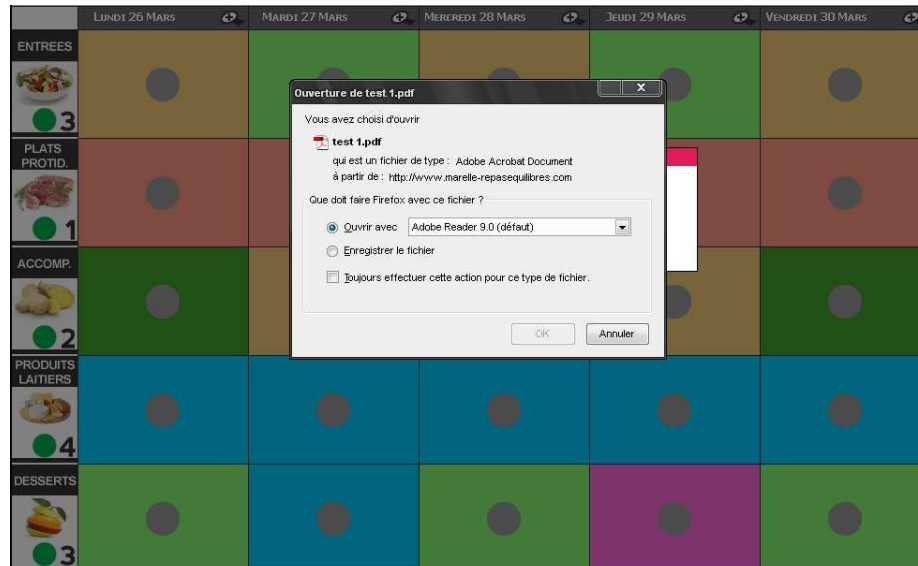 Lundi 26 Mars
Mardi 27 Mars
Mercredi 28 Mars
Jeudi 29 Mars
Vendredi 30 Mars
ENTREES
3
Ouverture de test 1.pdf
X
Vous avez choisi d'ouvrir
test 1.pdf
qui est un fichier de type : Adobe Acrobat Document
à partir de : http://www.marelle-repasequilibres.com
Que doit faire Firefox avec ce fichier ?
Ouvrir avec
Adobe Reader 9.0 (défaut)
Enregistrer le fichier
Toujours effectuer cette action pour ce type de fichier.
OK
Annuler
PLATS
PROTID.
1
ACCOMP.
2
PRODUITS
LAITIERS
4
DESSERTS
3